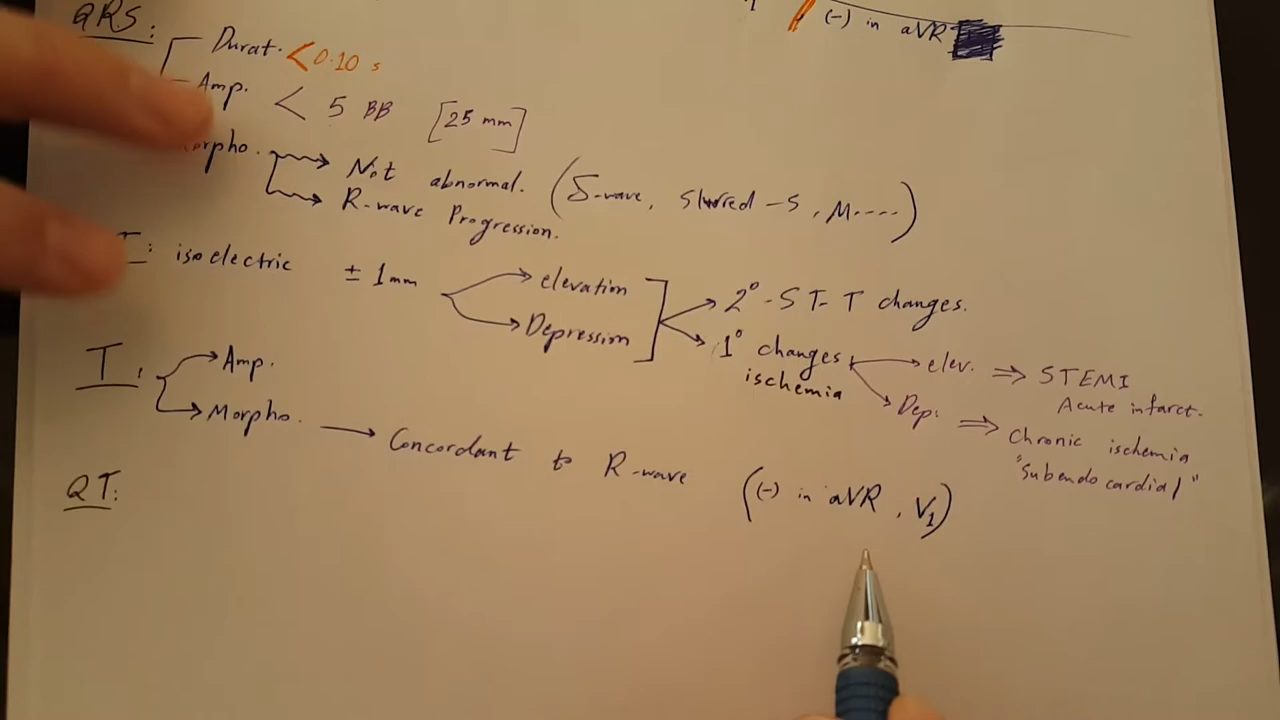 QRS:
(-) in aVR
Durat. < 0.10 s
Amp. < 5 BB [25 mm]
Not abnormal. (δ-wave, Slurred-S, M....)
R-wave Progression.
isoelectric ± 1mm
elevation
Depression
2° - ST-T changes.
1° changes
ischemia
elev. ⇒ STEMI
Acute infarct.
Dep. ⇒ Chronic ischemia
"Subendocardial"
T:
Amp.
Morpho. → Concordant to R-wave
((-) in aVR, V1)
QT: